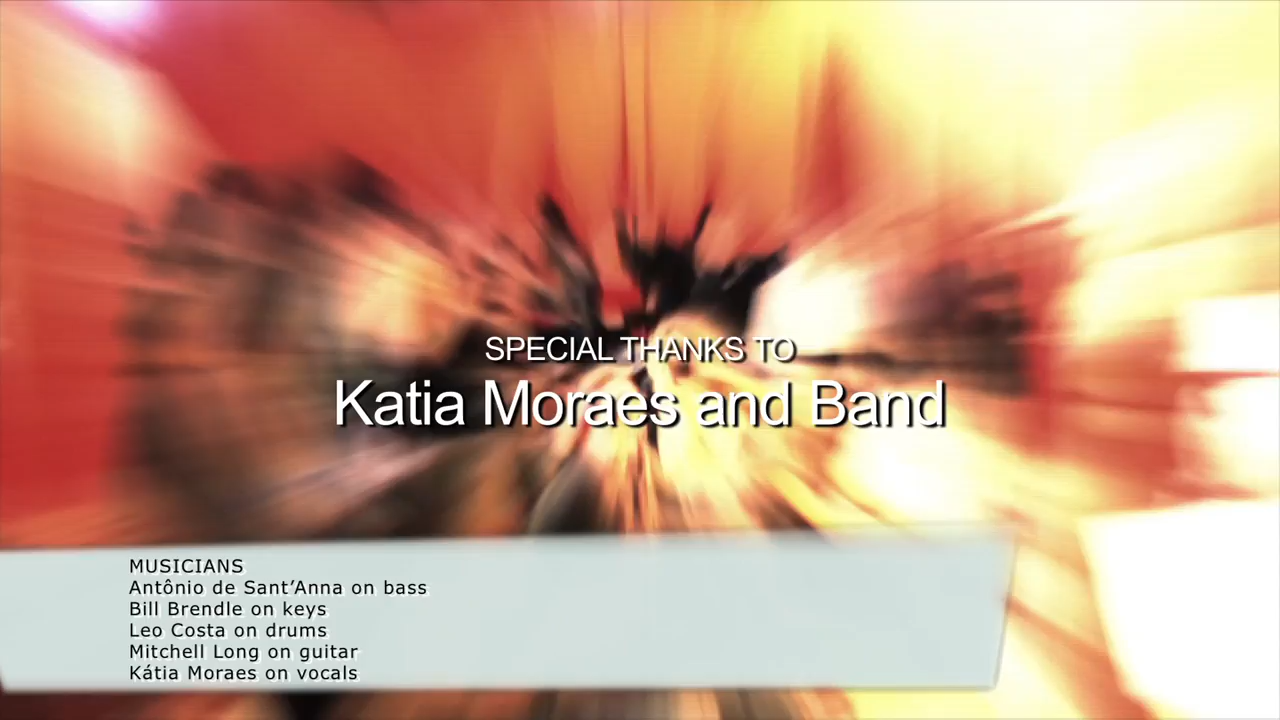 SPECIAL THANKS TO
Katia Moraes and Band
MUSICIANS
Antônio de Sant’Anna on bass
Bill Brendle on keys
Leo Costa on drums
Mitchell Long on guitar
Kátia Moraes on vocals